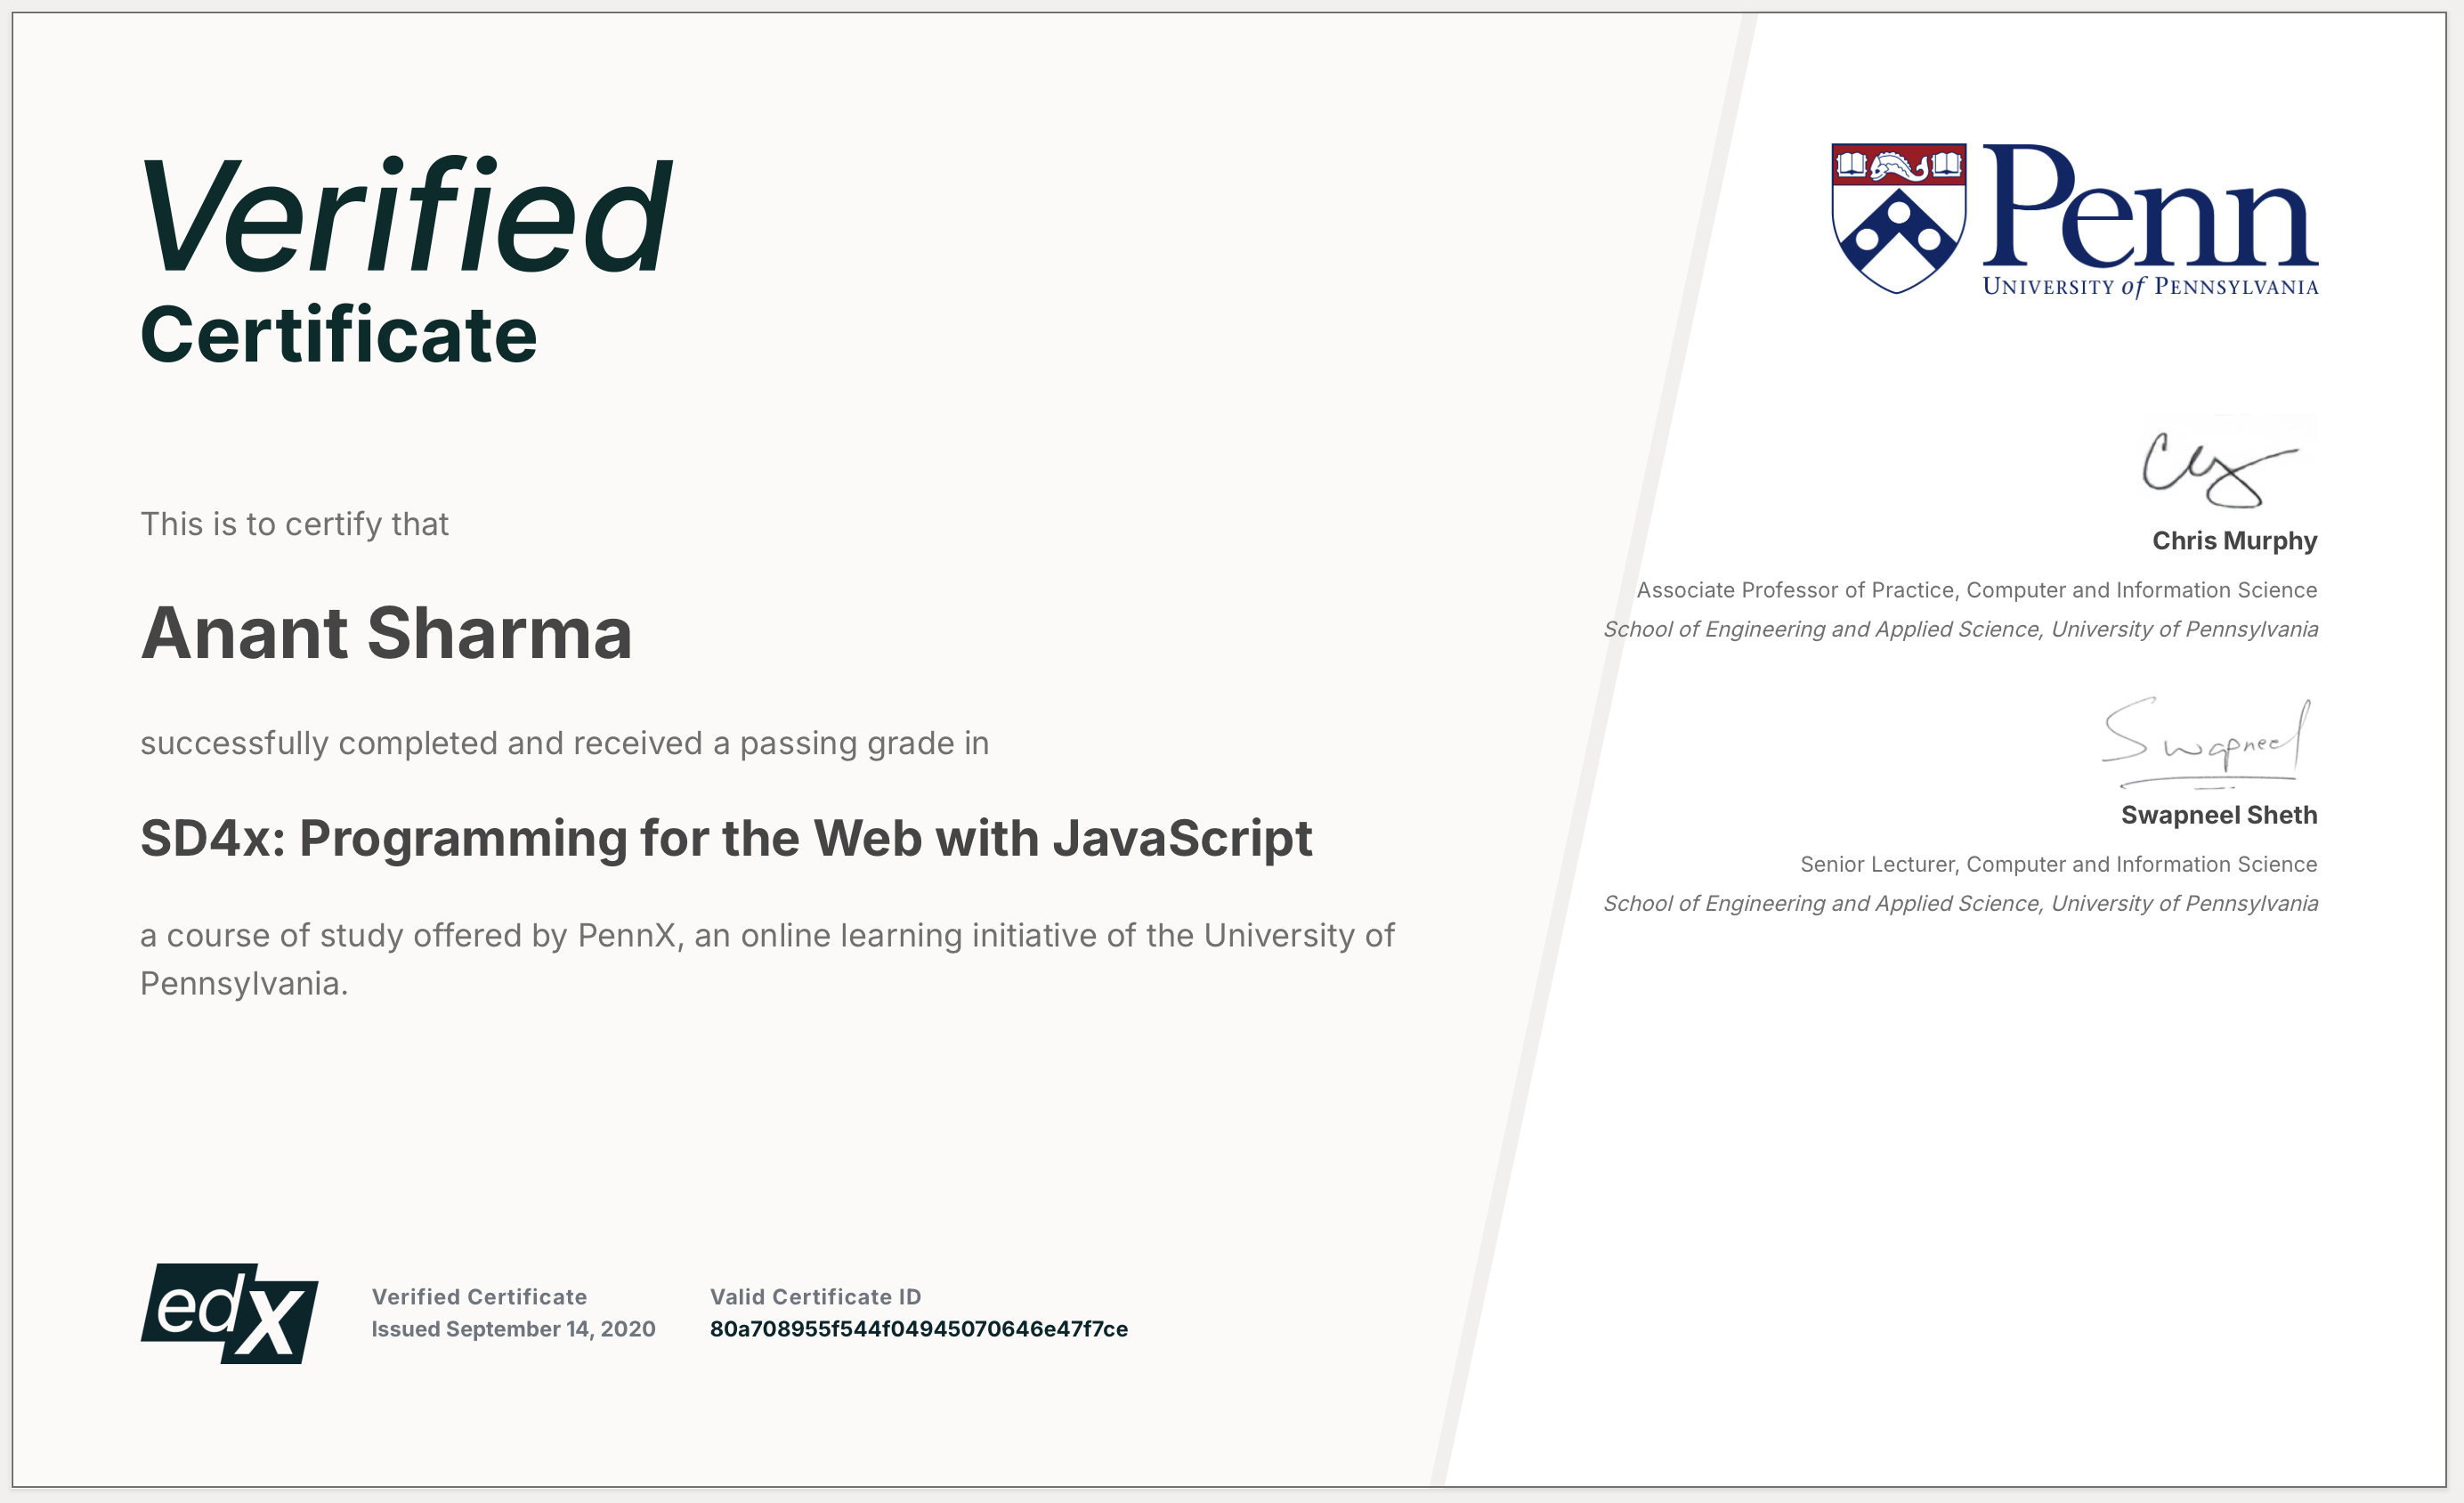 Verified
Certificate
This is to certify that
Anant Sharma
successfully completed and received a passing grade in
SD4x: Programming for the Web with JavaScript
a course of study offered by PennX, an online learning initiative of the University of
Pennsylvania.
edX
Verified Certificate
Issued September 14, 2020
Valid Certificate ID
80a708955f544f04945070646e47f7ce
Penn
University of Pennsylvania
Chris Murphy
Associate Professor of Practice, Computer and Information Science
School of Engineering and Applied Science, University of Pennsylvania
Swapneel
Swapneel Sheth
Senior Lecturer, Computer and Information Science
School of Engineering and Applied Science, University of Pennsylvania